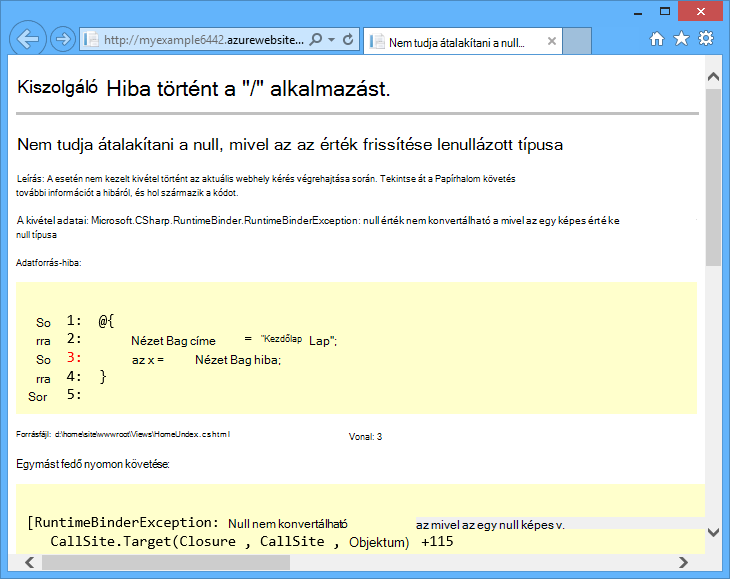 http://myexample6442.azurewebsite...
Nem tudja átalakítani a null...
Kiszolgáló Hiba történt a "/" alkalmazást.
Nem tudja átalakítani a null, mivel az az érték frissítése lenullázott típusa
Leírás: A esetén nem kezelt kivétel történt az aktuális webhely kérés végrehajtása során. Tekintse át a Papírhalom követés
további információt a hibáról, és hol származik a kódot.
A kivétel adatai: Microsoft.CSharp.RuntimeBinder.RuntimeBinderException: null érték nem konvertálható a mivel az egy képes érté ke
null típusa
Adatforrás-hiba:
So 1: @{
rra 2: Nézet Bag címe = "Kezdőlap Lap";
So 3: az x = Nézet Bag hiba;
rra 4: }
Sor 5:
Forrásfájl: d:\home\site\wwwroot\Views\HomeUndex.cshtml Vonal: 3
Egymást fedő nyomon követése:
[RuntimeBinderException: Null nem konvertálható az mivel az egy null képes v.
CallSite.Target(Closure , CallSite , Objektum) +115